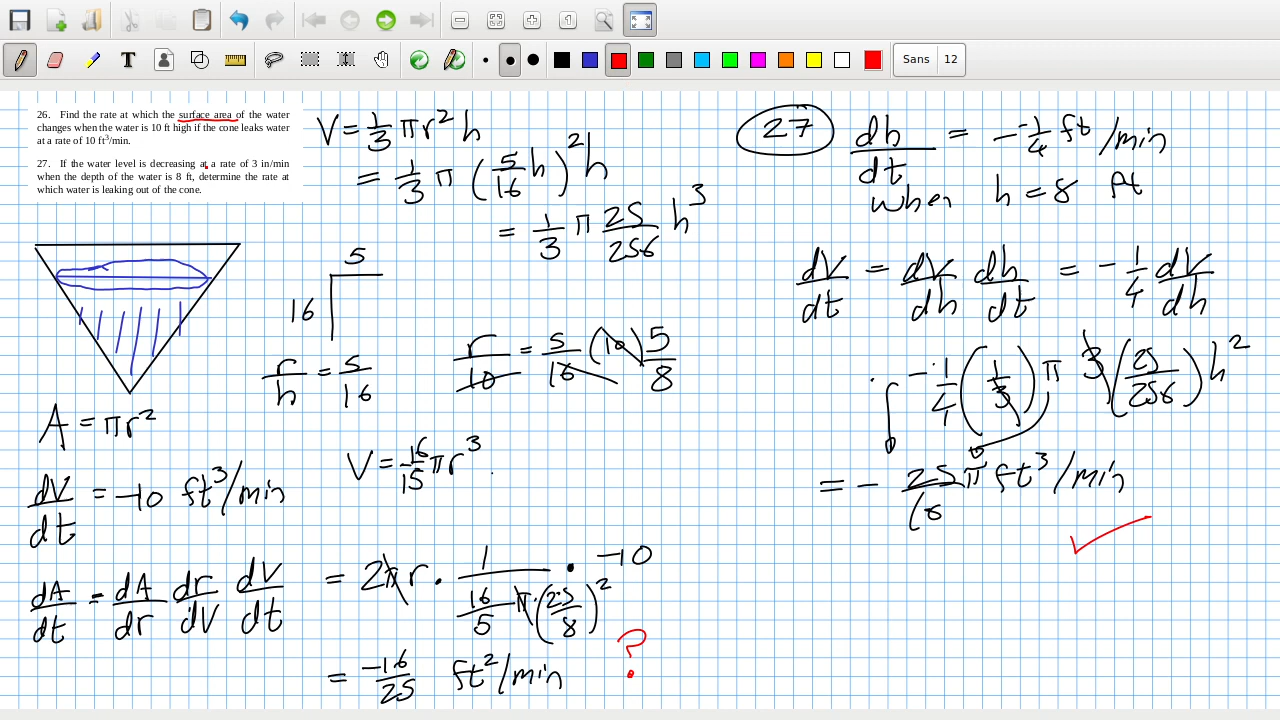 Sans 12
26. Find the rate at which the surface area of the water
changes when the water is 10 ft high if the cone leaks water
at a rate of 10 ft³/min.
27. If the water level is decreasing at a rate of 3 in/min
when the depth of the water is 8 ft, determine the rate at
which water is leaking out of the cone.
V = 1/3 πr² h
= 1/3 π (5/16 h)² h
= 1/3 π 25/256 h³
5
16
r/h = 5/16
r/10 = 5/16 (10) 5/8
A = πr²
V = 16/15 πr³
dV/dt = -10 ft³/min
dA/dt = dA/dr dr/dV dV/dt
= 2πr · 1/(16/5 π · (25/8)²) · -10
= -16/25 ft²/min ?
27
dh/dt = -1/4 ft/min
when h = 8 ft
dV/dt = dV/dh dh/dt = -1/4 dV/dh
-1/4 (1/3) π 3 (25/256) h²
= - 25/16 π ft³/min